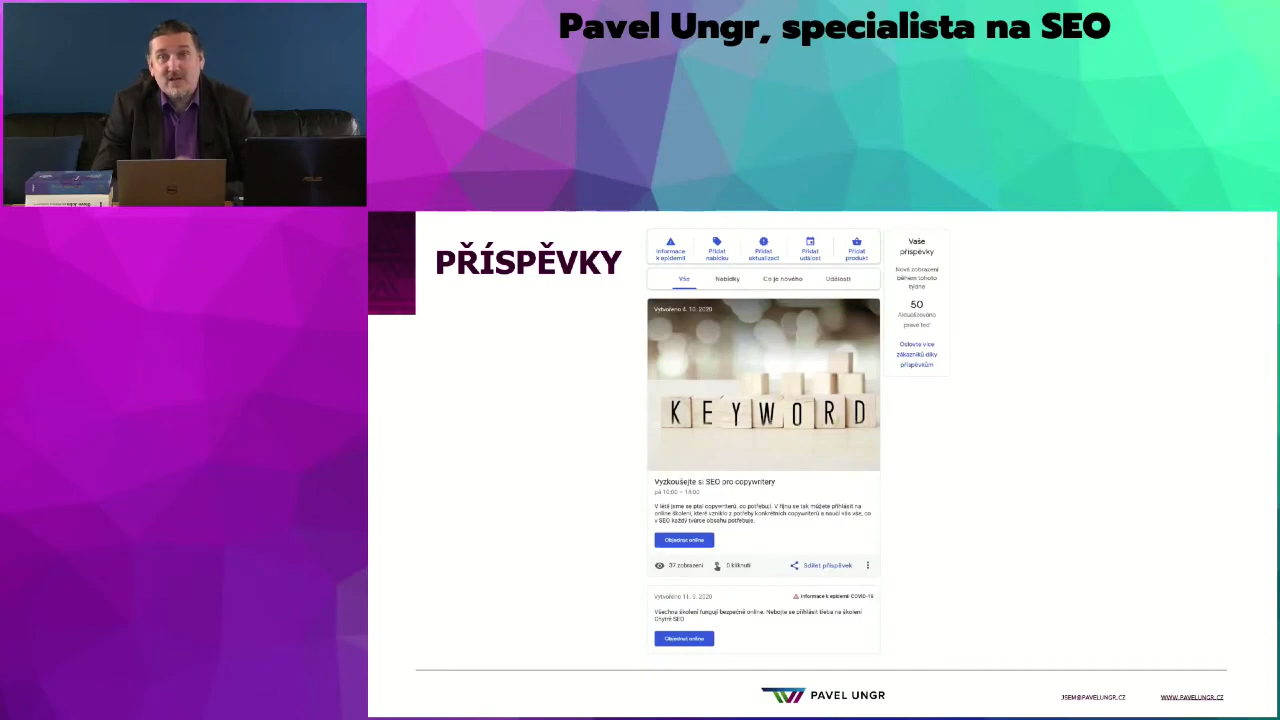 Pavel Ungr, specialista na SEO
PŘÍSPĚVKY
Informace k epidemii
Přidat nabídku
Přidat aktualizaci
Přidat událost
Přidat produkt
Vše
Nabídky
Co je nového
Události
Vaše
příspěvky
Nová zobrazení
během tohoto
týdne
50
Aktualizováno
právě teď
Oslovte více
zákazníků díky
příspěvkům
Vytvořeno 4. 10. 2020
KEYWORD
Vyzkoušejte si SEO pro copywritery
pá 10:00 – 14:00
V létě jsme se ptal copywriterů, co potřebují. V říjnu se tak můžete přihlásit na
online školení, které vzniklo z potřeby konkrétních copywriterů a naučí vás vše, co
v SEO každý tvůrce obsahu potřebuje.
Objednat online
37 zobrazení
0 kliknutí
Sdílet příspěvek
Vytvořeno 11. 9. 2020
Informace k epidemii COVID-19
Všechna školení fungují bezpečně online. Nebojte se přihlásit třeba na školení
Chytré SEO
Objednat online
PAVEL UNGR
JSEM@PAVELUNGR.CZ
WWW.PAVELUNGR.CZ